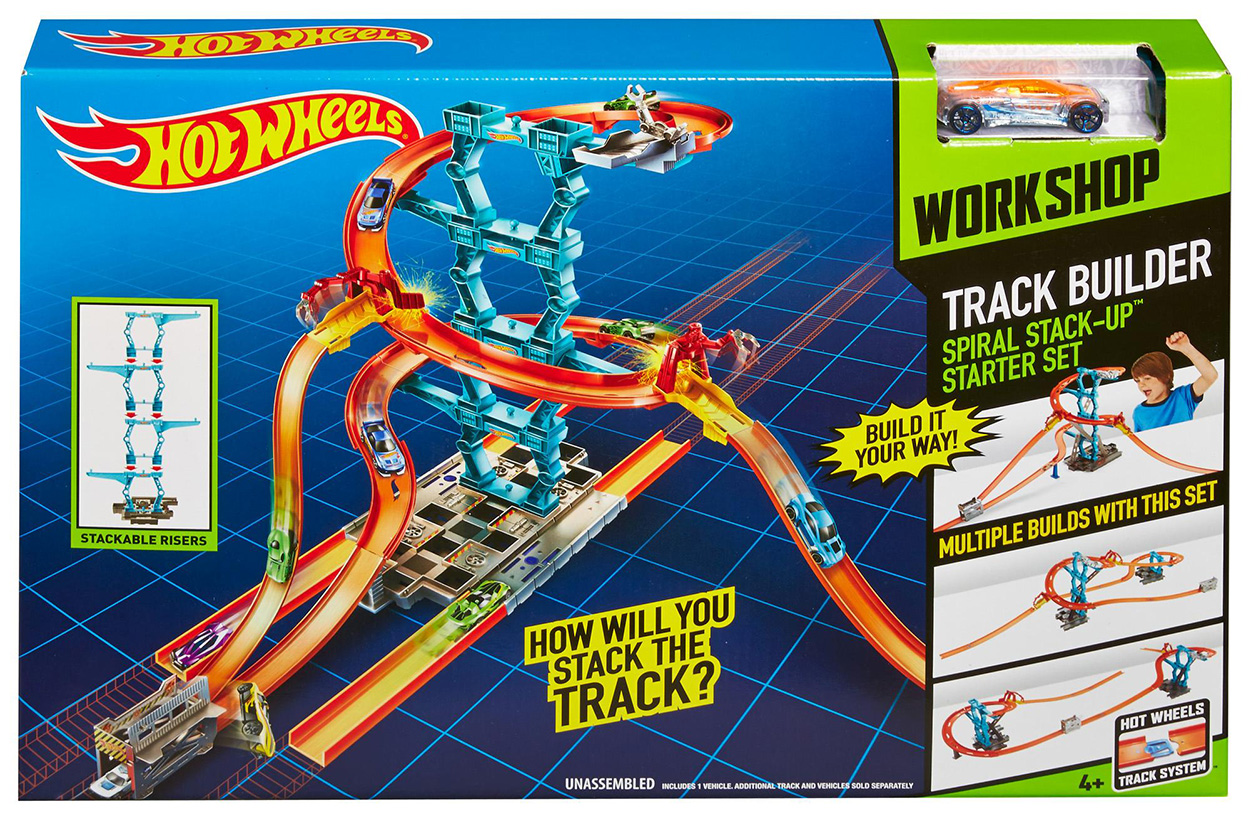 HOT WHEELS
HOT WHEELS®
WORKSHOP
TRACK BUILDER
SPIRAL STACK-UP™
STARTER SET
BUILD IT
YOUR WAY!
STACKABLE RISERS
MULTIPLE BUILDS WITH THIS SET
HOW WILL YOU
STACK THE
TRACK?
HOT WHEELS
TRACK SYSTEM™
4+
UNASSEMBLED INCLUDES 1 VEHICLE. ADDITIONAL TRACK AND VEHICLES SOLD SEPARATELY